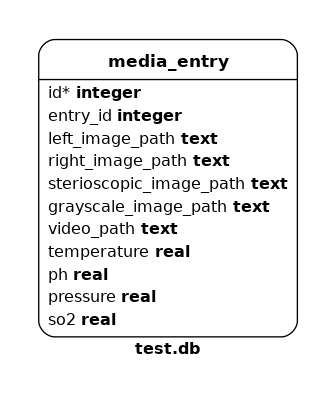 media_entry
id* integer
entry_id integer
left_image_path text
right_image_path text
sterioscopic_image_path text
grayscale_image_path text
video_path text
temperature real
ph real
pressure real
so2 real
test.db